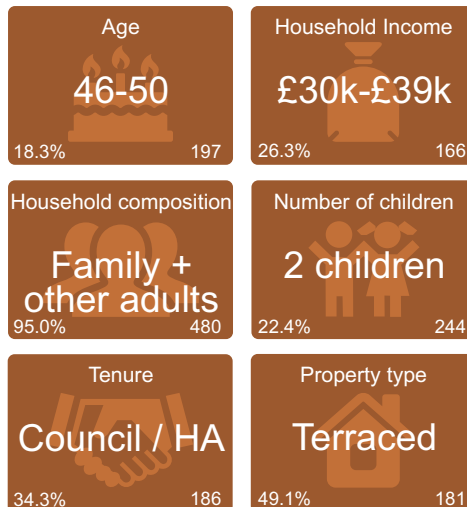 Age
46-50
18.3% 197
Household Income
£30k-£39k
26.3% 166
Household composition
Family +
other adults
95.0% 480
Number of children
2 children
22.4% 244
Tenure
Council / HA
34.3% 186
Property type
Terraced
49.1% 181